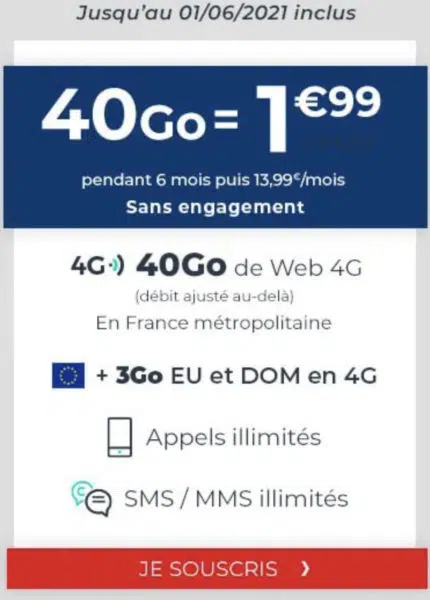 Jusqu'au 01/06/2021 inclus
40Go = 1€99
pendant 6 mois puis 13,99€/mois
Sans engagement
4G 40Go de Web 4G
(débit ajusté au-delà)
En France métropolitaine
+ 3Go EU et DOM en 4G
Appels illimités
SMS / MMS illimités
JE SOUSCRIS ❯